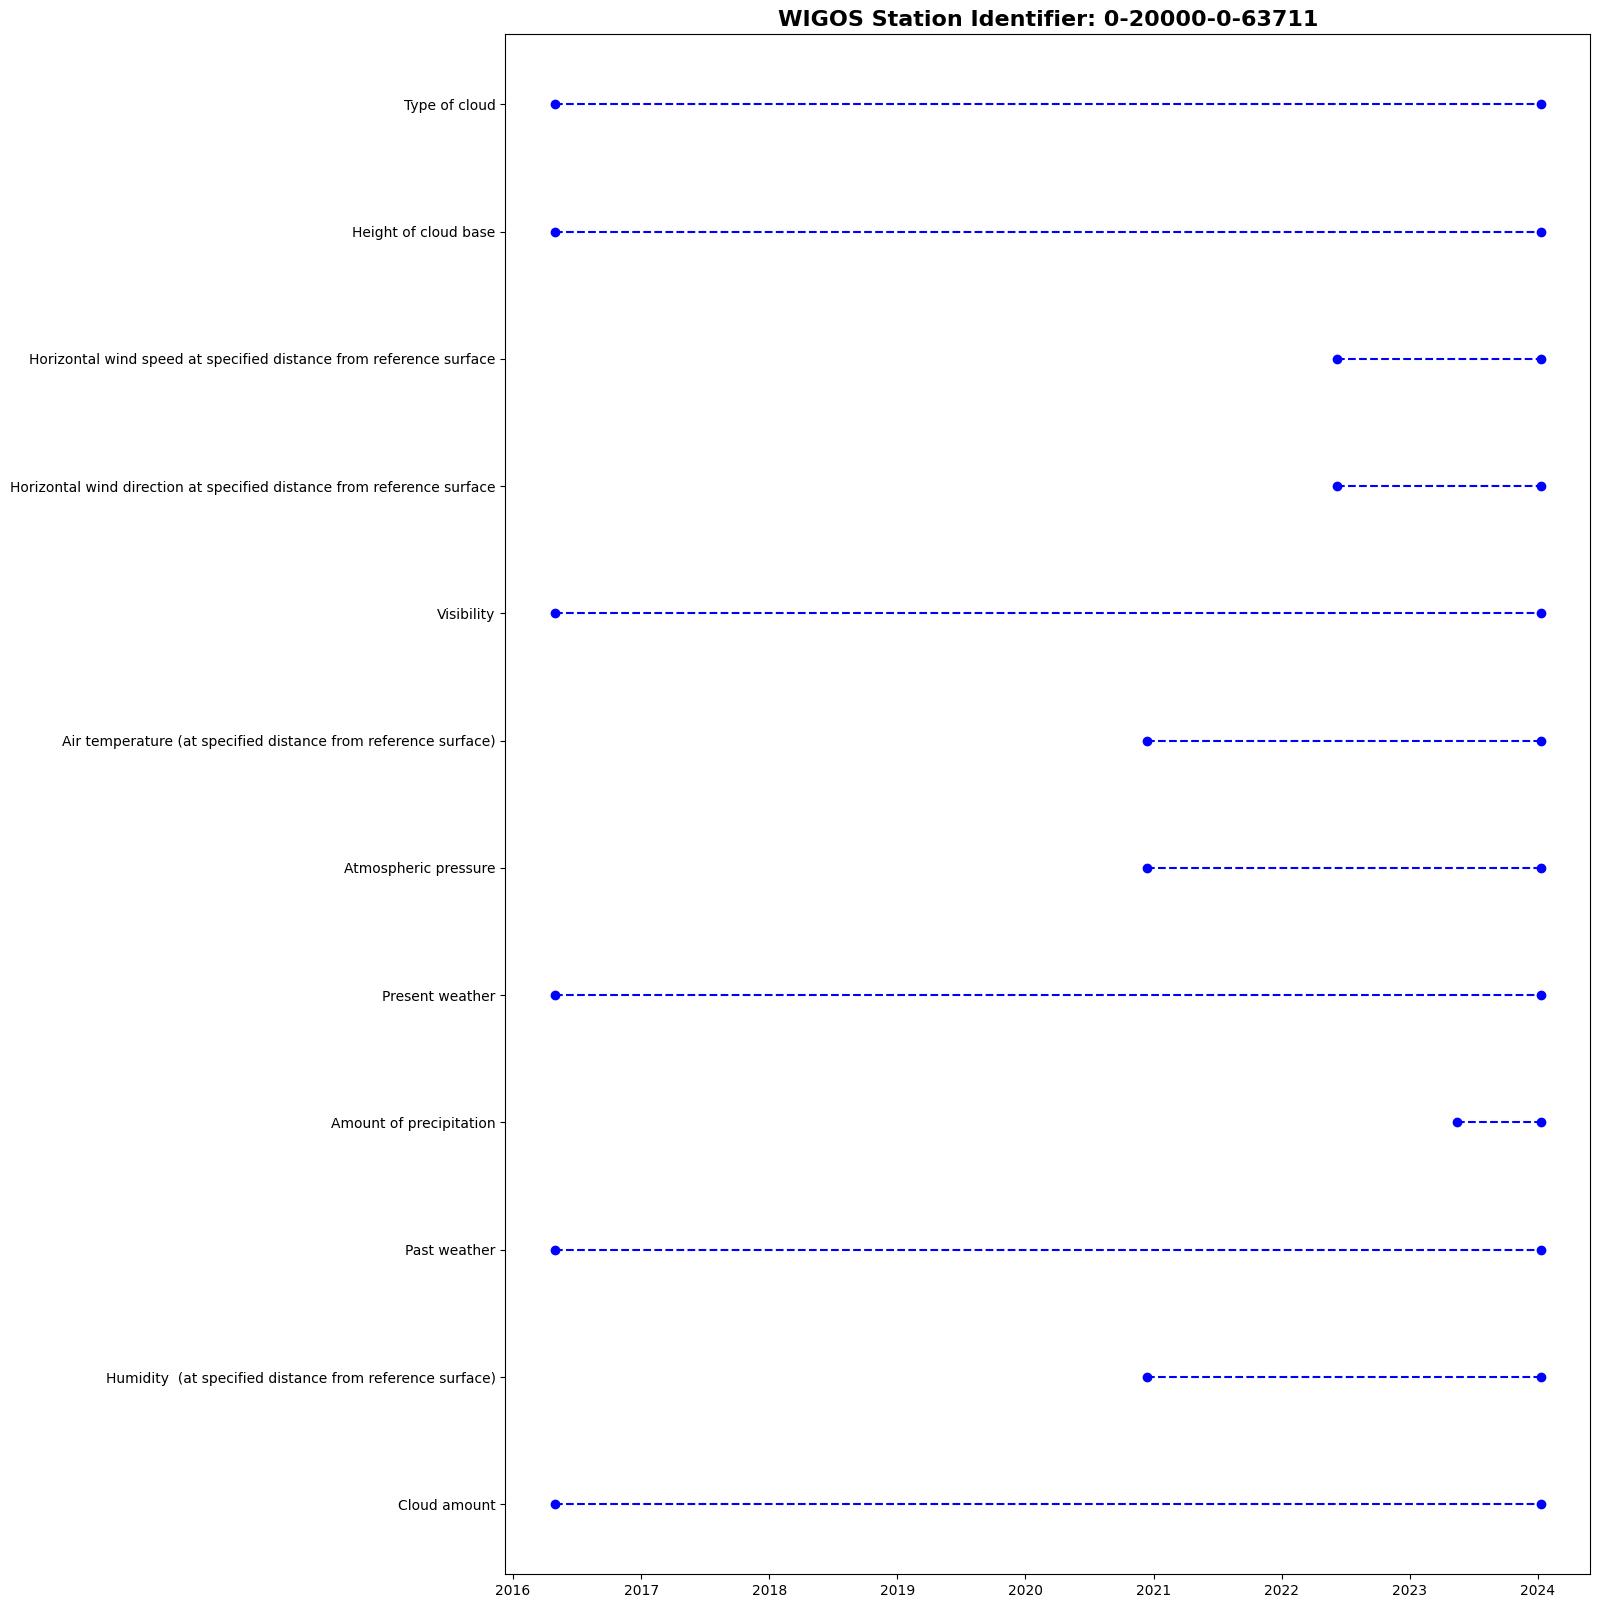 WIGOS Station Identifier: 0-20000-0-63711
Type of cloud
Height of cloud base
Horizontal wind speed at specified distance from reference surface
Horizontal wind direction at specified distance from reference surface
Visibility
Air temperature (at specified distance from reference surface)
Atmospheric pressure
Present weather
Amount of precipitation
Past weather
Humidity  (at specified distance from reference surface)
Cloud amount
2016 2017 2018 2019 2020 2021 2022 2023 2024